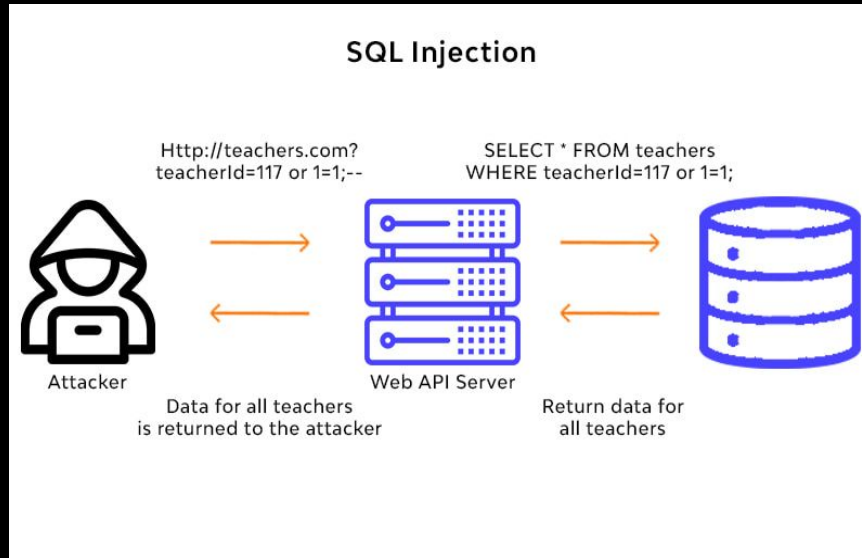 SQL Injection
Http://teachers.com?
teacherId=117 or 1=1;--
SELECT * FROM teachers
WHERE teacherId=117 or 1=1;
Attacker
Web API Server
Data for all teachers
is returned to the attacker
Return data for
all teachers